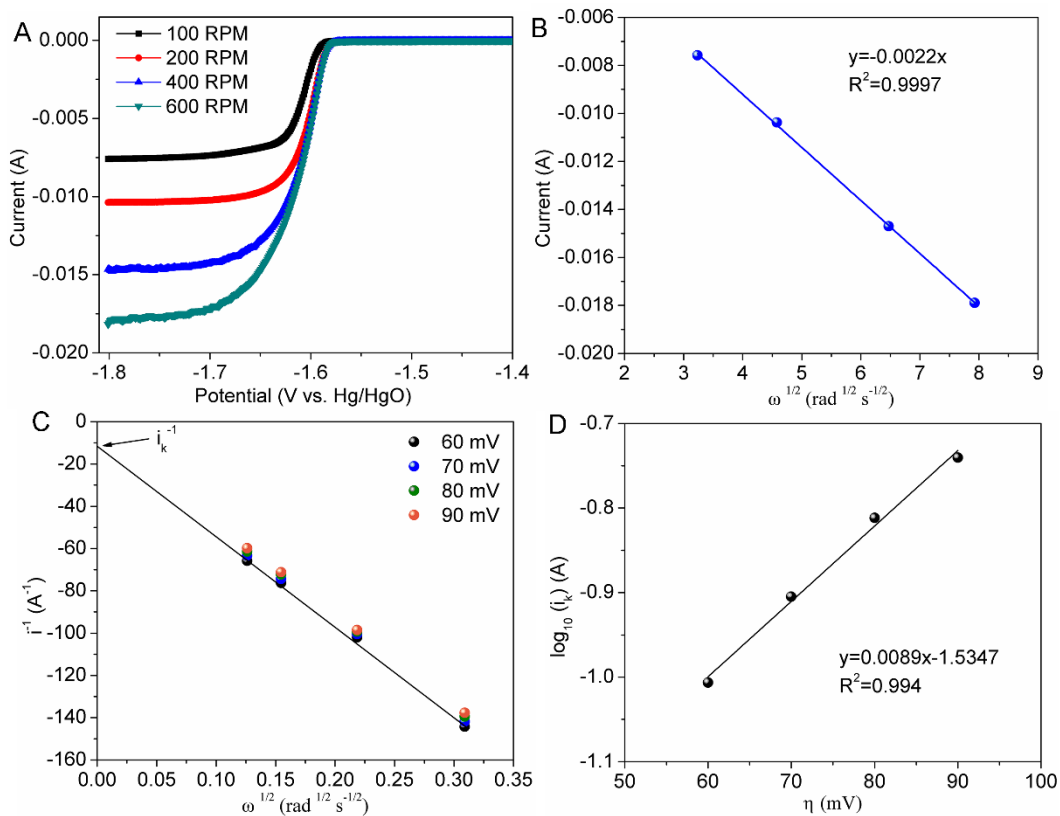 A
100 RPM
200 RPM
400 RPM
600 RPM
0.000
-0.005
-0.010
-0.015
-0.020
Current (A)
-1.8 -1.7 -1.6 -1.5 -1.4
Potential (V vs. Hg/HgO)
B
y=-0.0022x
R²=0.9997
-0.006
-0.008
-0.010
-0.012
-0.014
-0.016
-0.018
-0.020
Current (A)
2 3 4 5 6 7 8 9
ω 1/2 (rad 1/2 s-1/2)
C
i_k^-1
60 mV
70 mV
80 mV
90 mV
0
-20
-40
-60
-80
-100
-120
-140
-160
i-1 (A-1)
0.00 0.05 0.10 0.15 0.20 0.25 0.30 0.35
ω 1/2 (rad 1/2 s-1/2)
D
-0.7
-0.8
-0.9
-1.0
-1.1
log10 (ik) (A)
y=0.0089x-1.5347
R²=0.994
50 60 70 80 90 100
η (mV)